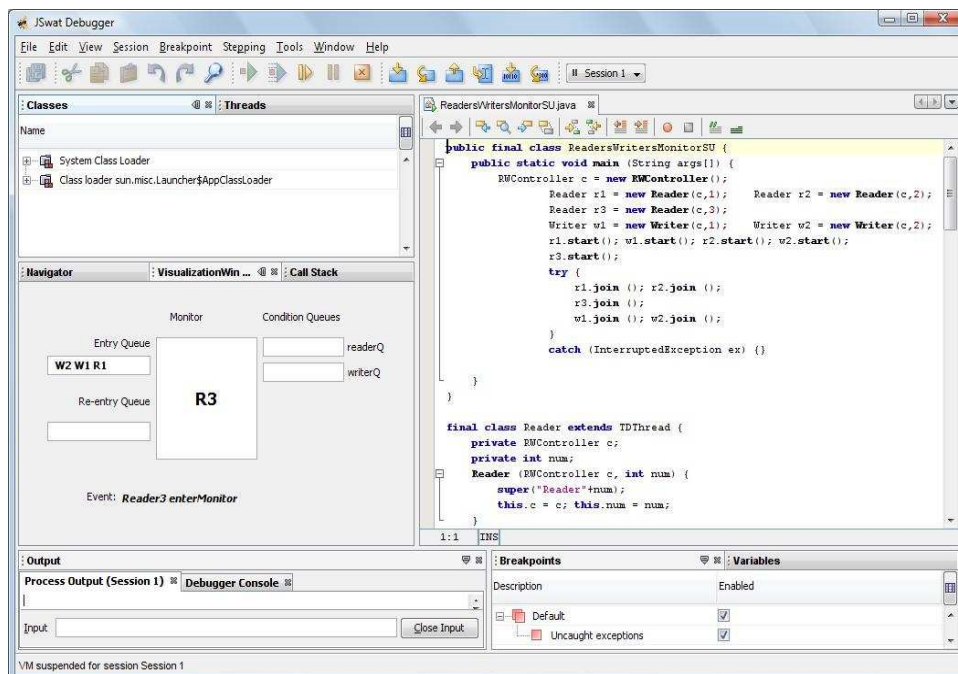 JSwat Debugger
File Edit View Session Breakpoint Stepping Tools Window Help
Session 1
Classes
Threads
Name
System Class Loader
Class loader sun.misc.Launcher$AppClassLoader
Navigator
VisualizationWin ...
Call Stack
Monitor
Condition Queues
Entry Queue
readerQ
W2 W1 R1
writerQ
Re-entry Queue
R3
Event: Reader3 enterMonitor
ReadersWritersMonitorSU.java
public final class ReadersWritersMonitorSU {
public static void main (String args[]) {
RWController c = new RWController();
Reader r1 = new Reader(c,1); Reader r2 = new Reader(c,2);
Reader r3 = new Reader(c,3);
Writer w1 = new Writer(c,1); Writer w2 = new Writer(c,2);
r1.start(); w1.start(); r2.start(); w2.start();
r3.start();
try {
r1.join (); r2.join ();
r3.join ();
w1.join (); w2.join ();
}
catch (InterruptedException ex) {}
}
}
final class Reader extends TDThread {
private RWController c;
private int num;
Reader (RWController c, int num) {
super("Reader"+num);
this.c = c; this.num = num;
}
1:1 INS
Output
Process Output (Session 1)
Debugger Console
Input
Close Input
Breakpoints
Variables
Description
Enabled
Default
Uncaught exceptions
VM suspended for session Session 1